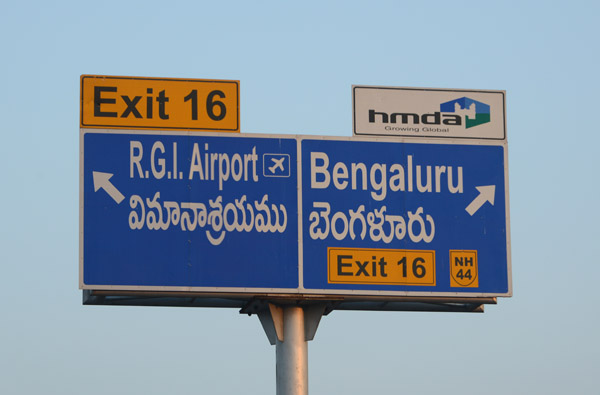 Exit 16
hmda
Growing Global
R.G.I. Airport
విమానాశ్రయము
Bengaluru
బెంగళూరు
Exit 16
NH
44